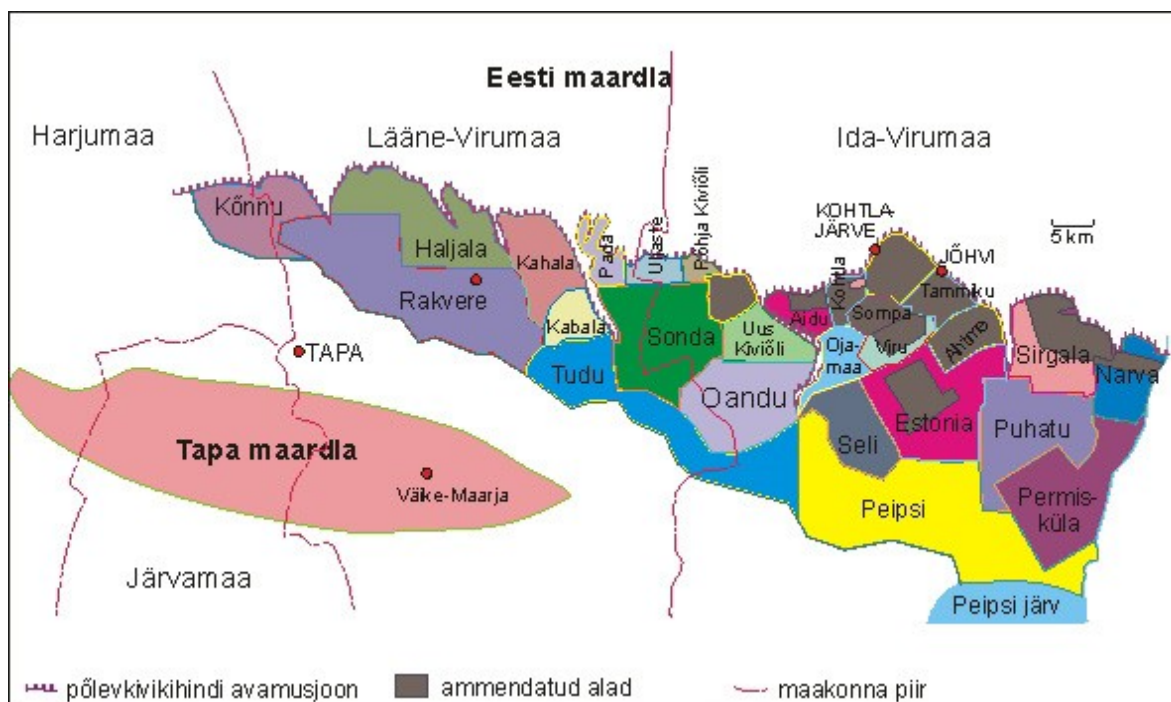 Eesti maardla
Harjumaa
Lääne-Virumaa
Ida-Virumaa
Kõnnu
Haljala
Rakvere
Kahala
Kabala
Pada
Uljaste
Põhja Kiviõli
KOHTLA-
JÄRVE
JÕHVI
5 km
Kohtla
Tammiku
Aidu
Sompa
Sonda
Uus
Kiviõli
Oja-
maa
Viru
Ahtme
Sirgala
Narva
TAPA
Tudu
Oandu
Estonia
Seli
Puhatu
Tapa maardla
Väike-Maarja
Peipsi
Permis-
küla
Järvamaa
Peipsi järv
põlevkivikihindi avamusjoon
ammendatud alad
maakonna piir